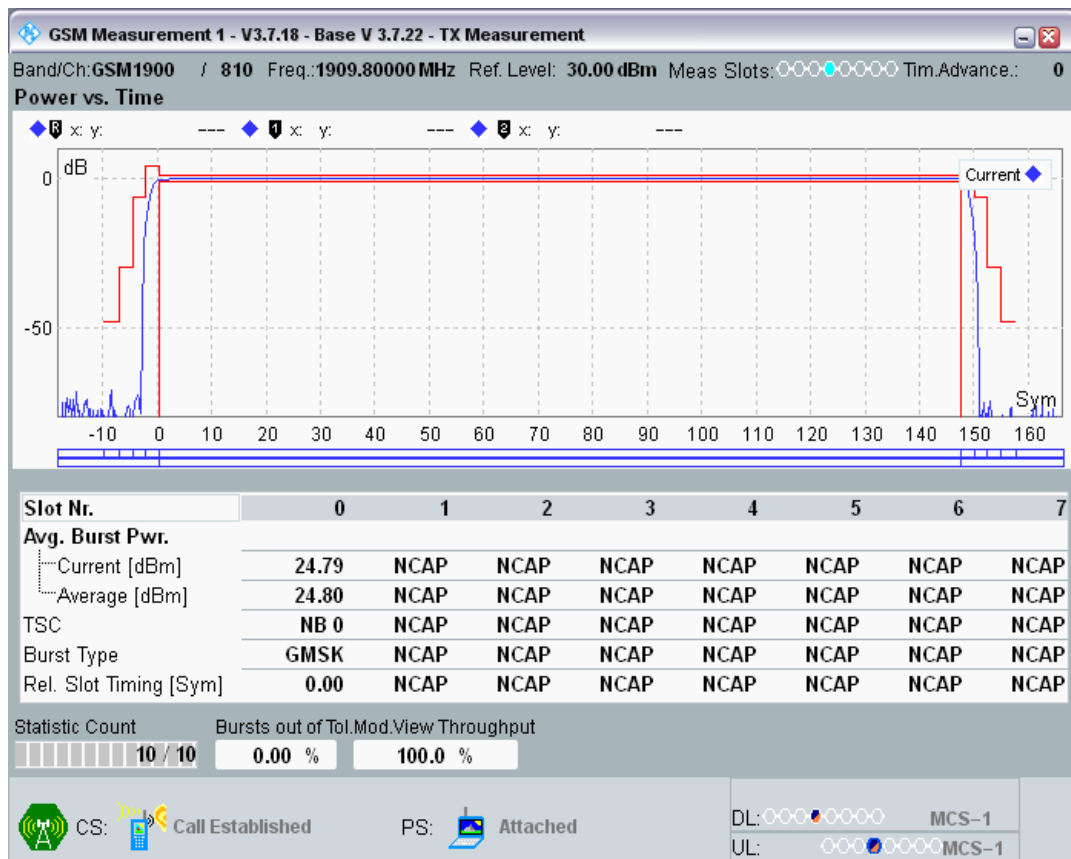 GSM Measurement 1 - V3.7.18 - Base V 3.7.22 - TX Measurement
Band/Ch:GSM1900 / 810 Freq.:1909.80000 MHz Ref. Level: 30.00 dBm Meas Slots: Tim.Advance.: 0
Power vs. Time
R x: y: --- 1 x: y: --- 2 x: y: ---
dB
Current
0
-50
Sym
-10 0 10 20 30 40 50 60 70 80 90 100 110 120 130 140 150 160
Slot Nr. 0 1 2 3 4 5 6 7
Avg. Burst Pwr.
Current [dBm] 24.79 NCAP NCAP NCAP NCAP NCAP NCAP NCAP
Average [dBm] 24.80 NCAP NCAP NCAP NCAP NCAP NCAP NCAP
TSC NB 0 NCAP NCAP NCAP NCAP NCAP NCAP NCAP
Burst Type GMSK NCAP NCAP NCAP NCAP NCAP NCAP NCAP
Rel. Slot Timing [Sym] 0.00 NCAP NCAP NCAP NCAP NCAP NCAP NCAP
Statistic Count Bursts out of Tol.Mod.View Throughput
10 / 10 0.00 % 100.0 %
CS: Call Established PS: Attached
DL: MCS-1
UL: MCS-1